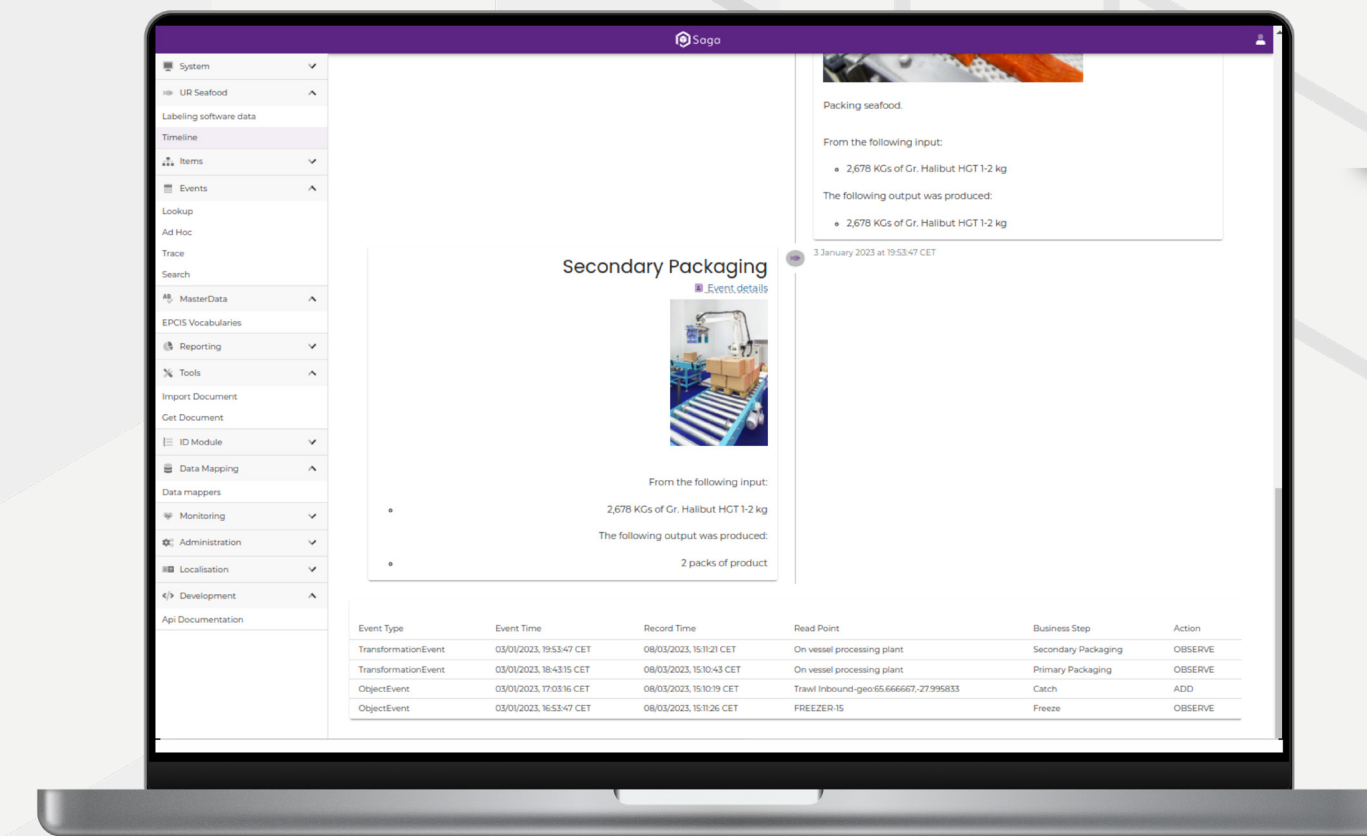 Saga
System
UR Seafood
Labeling software data
Timeline
Items
Events
Lookup
Ad Hoc
Trace
Search
MasterData
EPCIS Vocabularies
Reporting
Tools
Import Document
Get Document
ID Module
Data Mapping
Data mappers
Monitoring
Administration
Localisation
Development
Api Documentation
Packing seafood.
From the following input:
2,678 KGs of Gr. Halibut HGT 1-2 kg
The following output was produced:
2,678 KGs of Gr. Halibut HGT 1-2 kg
3 January 2023 at 19:53:47 CET
Secondary Packaging
Event details
From the following input:
2,678 KGs of Gr. Halibut HGT 1-2 kg
The following output was produced:
2 packs of product
Event Type Event Time Record Time Read Point Business Step Action
TransformationEvent 03/01/2023, 19:53:47 CET 08/03/2023, 15:11:21 CET On vessel processing plant Secondary Packaging OBSERVE
TransformationEvent 03/01/2023, 18:43:15 CET 08/03/2023, 15:10:43 CET On vessel processing plant Primary Packaging OBSERVE
ObjectEvent 03/01/2023, 17:03:16 CET 08/03/2023, 15:10:19 CET Trawl Inbound-geo:65.666667,-27.995833 Catch ADD
ObjectEvent 03/01/2023, 16:53:47 CET 08/03/2023, 15:11:26 CET FREEZER-15 Freeze OBSERVE